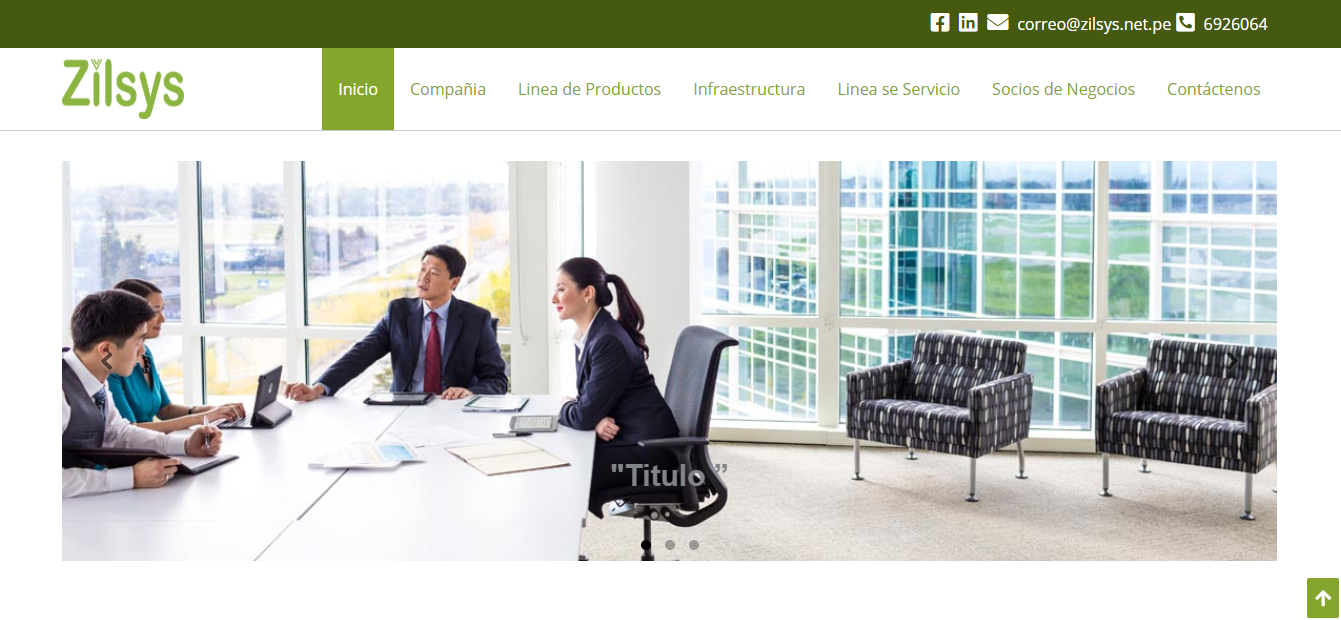 correo@zilsys.net.pe 6926064
Zilsys
Inicio Compañia Linea de Productos Infraestructura Linea se Servicio Socios de Negocios Contáctenos
"Titulo ”